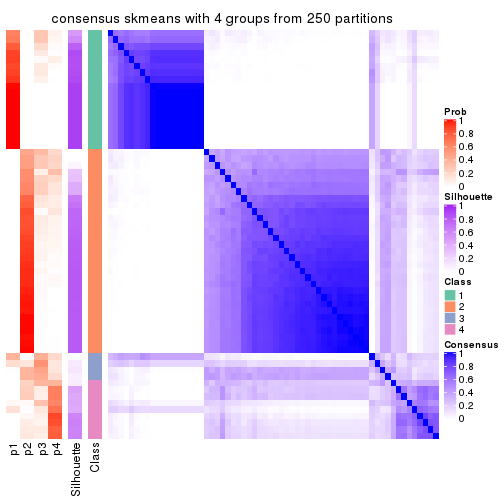 consensus skmeans with 4 groups from 250 partitions
Prob
1
0.8
0.6
0.4
0.2
0
Silhouette
1
0.8
0.6
0.4
0.2
0
Class
1
2
3
4
Consensus
1
0.8
0.6
0.4
0.2
0
p1
p2
p3
p4
Silhouette
Class